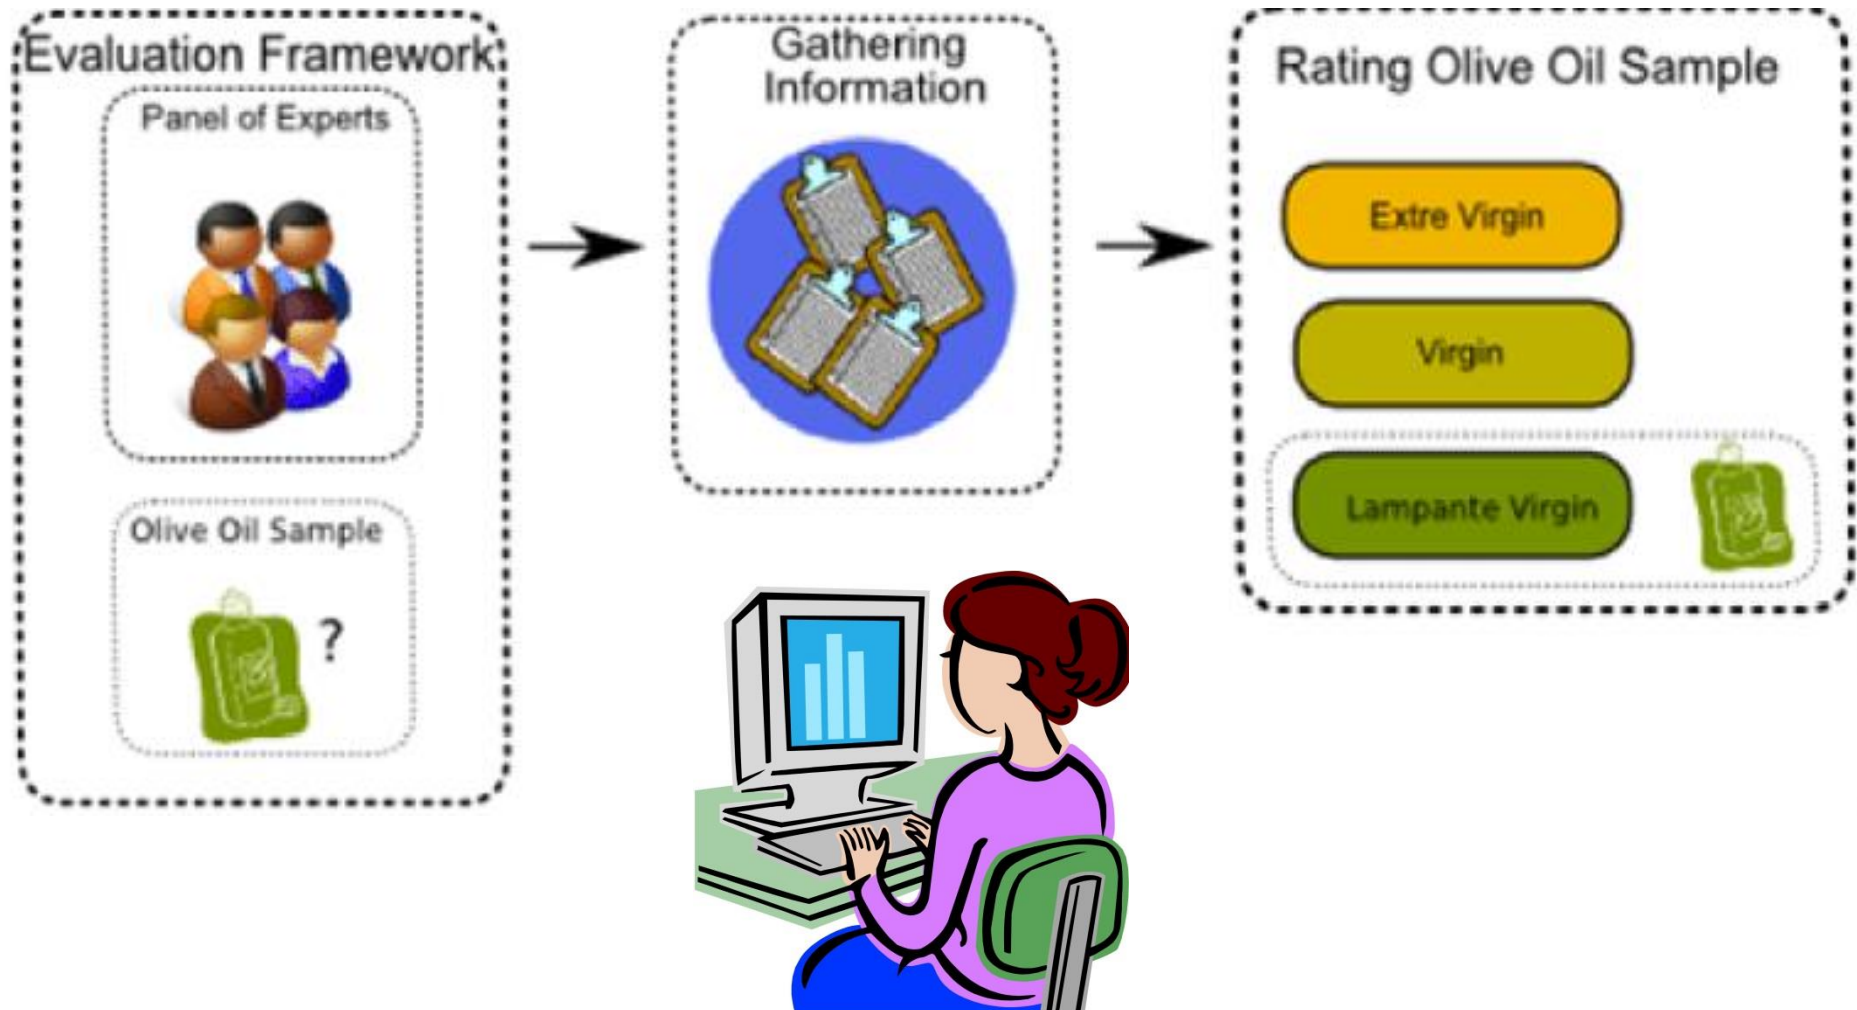 Evaluation Framework
Panel of Experts
Olive Oil Sample
?
Gathering
Information
Rating Olive Oil Sample
Extre Virgin
Virgin
Lampante Virgin